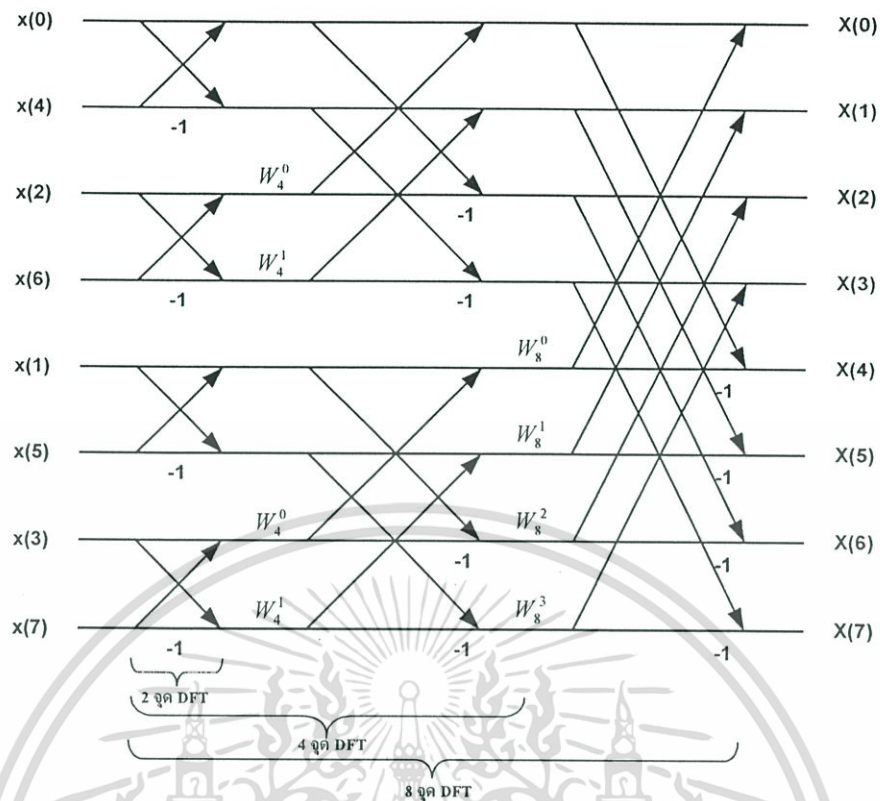 x(0) X(0)
x(4) -1 X(1)
x(2) W_4^0 -1 X(2)
x(6) -1 W_4^1 -1 X(3)
x(1) W_8^0 -1 X(4)
x(5) -1 W_8^1 -1 X(5)
x(3) W_4^0 -1 W_8^2 -1 X(6)
x(7) -1 W_4^1 -1 W_8^3 -1 X(7)
2 จุด DFT
4 จุด DFT
8 จุด DFT